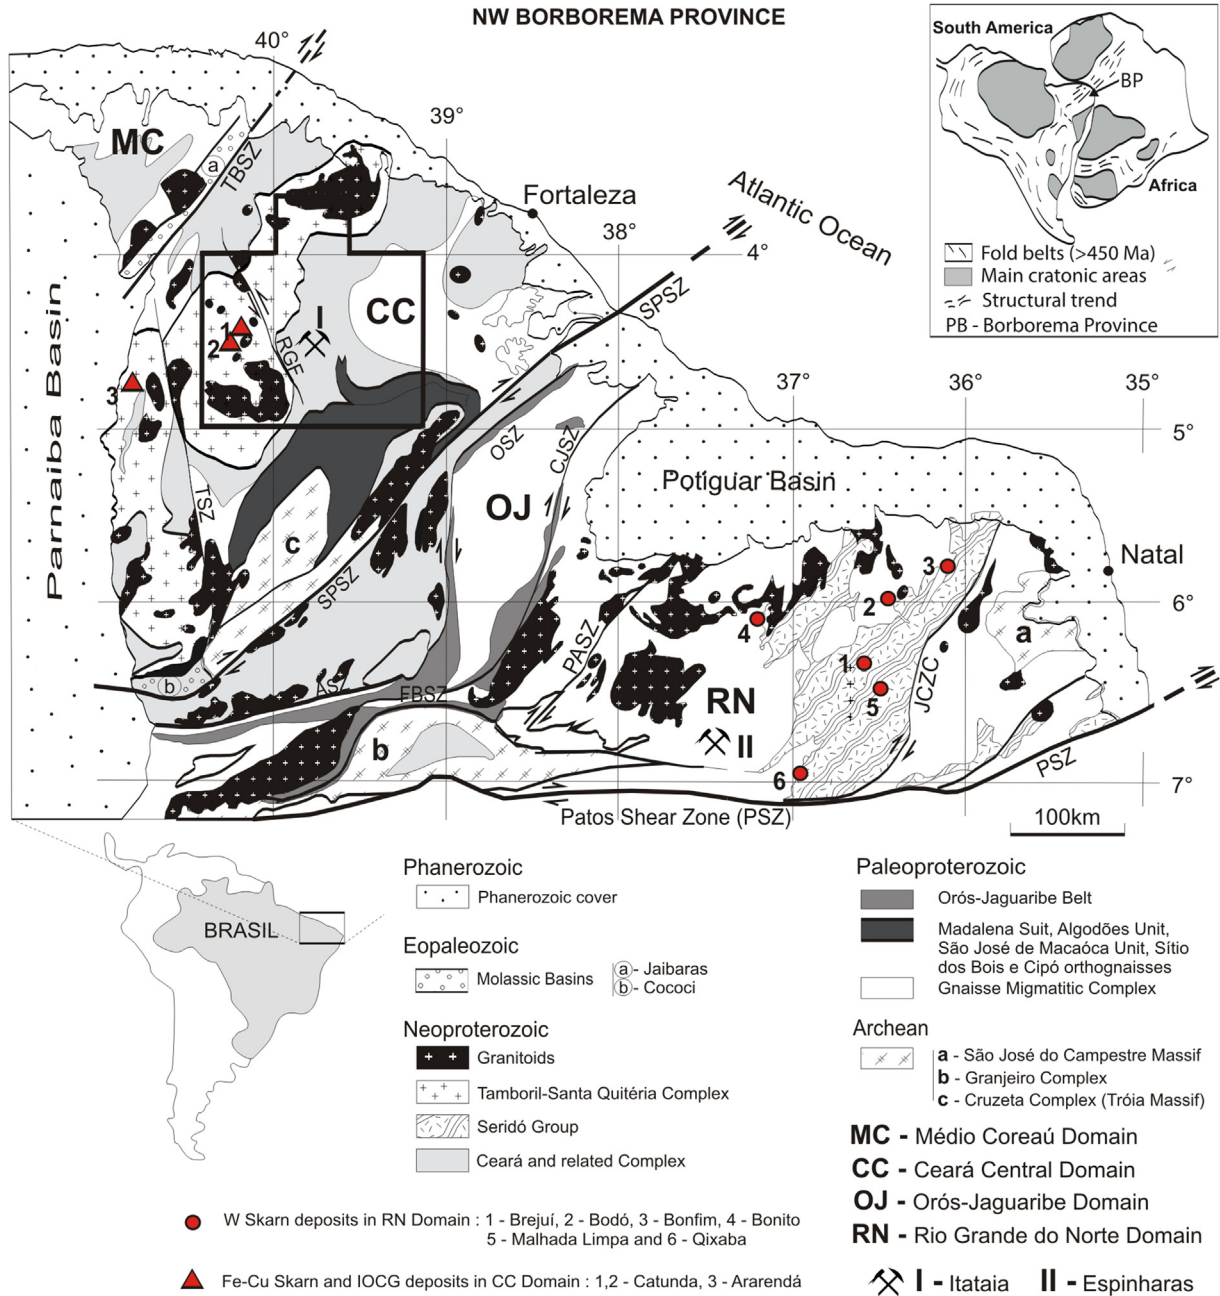 NW BORBOREMA PROVINCE
40°
39°
38°
4°
37°
36°
35°
5°
6°
7°
South America
BP
Africa
Fold belts (>450 Ma)
Main cratonic areas
Structural trend
PB - Borborema Province
MC
a
TBSZ
Fortaleza
Atlantic Ocean
SPSZ
Parnaiba Basin
1
2
3
RGF
I
CC
OSZ
CJSZ
TSZ
c
OJ
SPSZ
Potiguar Basin
Natal
3
2
4
1
5
6
a
PASZ
RN
II
JCZC
PSZ
b
ASZ
FBSZ
b
Patos Shear Zone (PSZ)
100km
BRASIL
Phanerozoic
Phanerozoic cover
Eopaleozoic
Molassic Basins
a - Jaibaras
b - Cococi
Neoproterozoic
Granitoids
Tamboril-Santa Quitéria Complex
Seridó Group
Ceará and related Complex
Paleoproterozoic
Orós-Jaguaribe Belt
Madalena Suit, Algodões Unit,
São José de Macaóca Unit, Sítio
dos Bois e Cipó orthognaisses
Gnaisse Migmatitic Complex
Archean
a - São José do Campestre Massif
b - Granjeiro Complex
c - Cruzeta Complex (Tróia Massif)
MC - Médio Coreaú Domain
CC - Ceará Central Domain
OJ - Orós-Jaguaribe Domain
RN - Rio Grande do Norte Domain
I - Itataia II - Espinharas
W Skarn deposits in RN Domain : 1 - Brejuí, 2 - Bodó, 3 - Bonfim, 4 - Bonito
5 - Malhada Limpa and 6 - Qixaba
Fe-Cu Skarn and IOCG deposits in CC Domain : 1,2 - Catunda, 3 - Ararendá